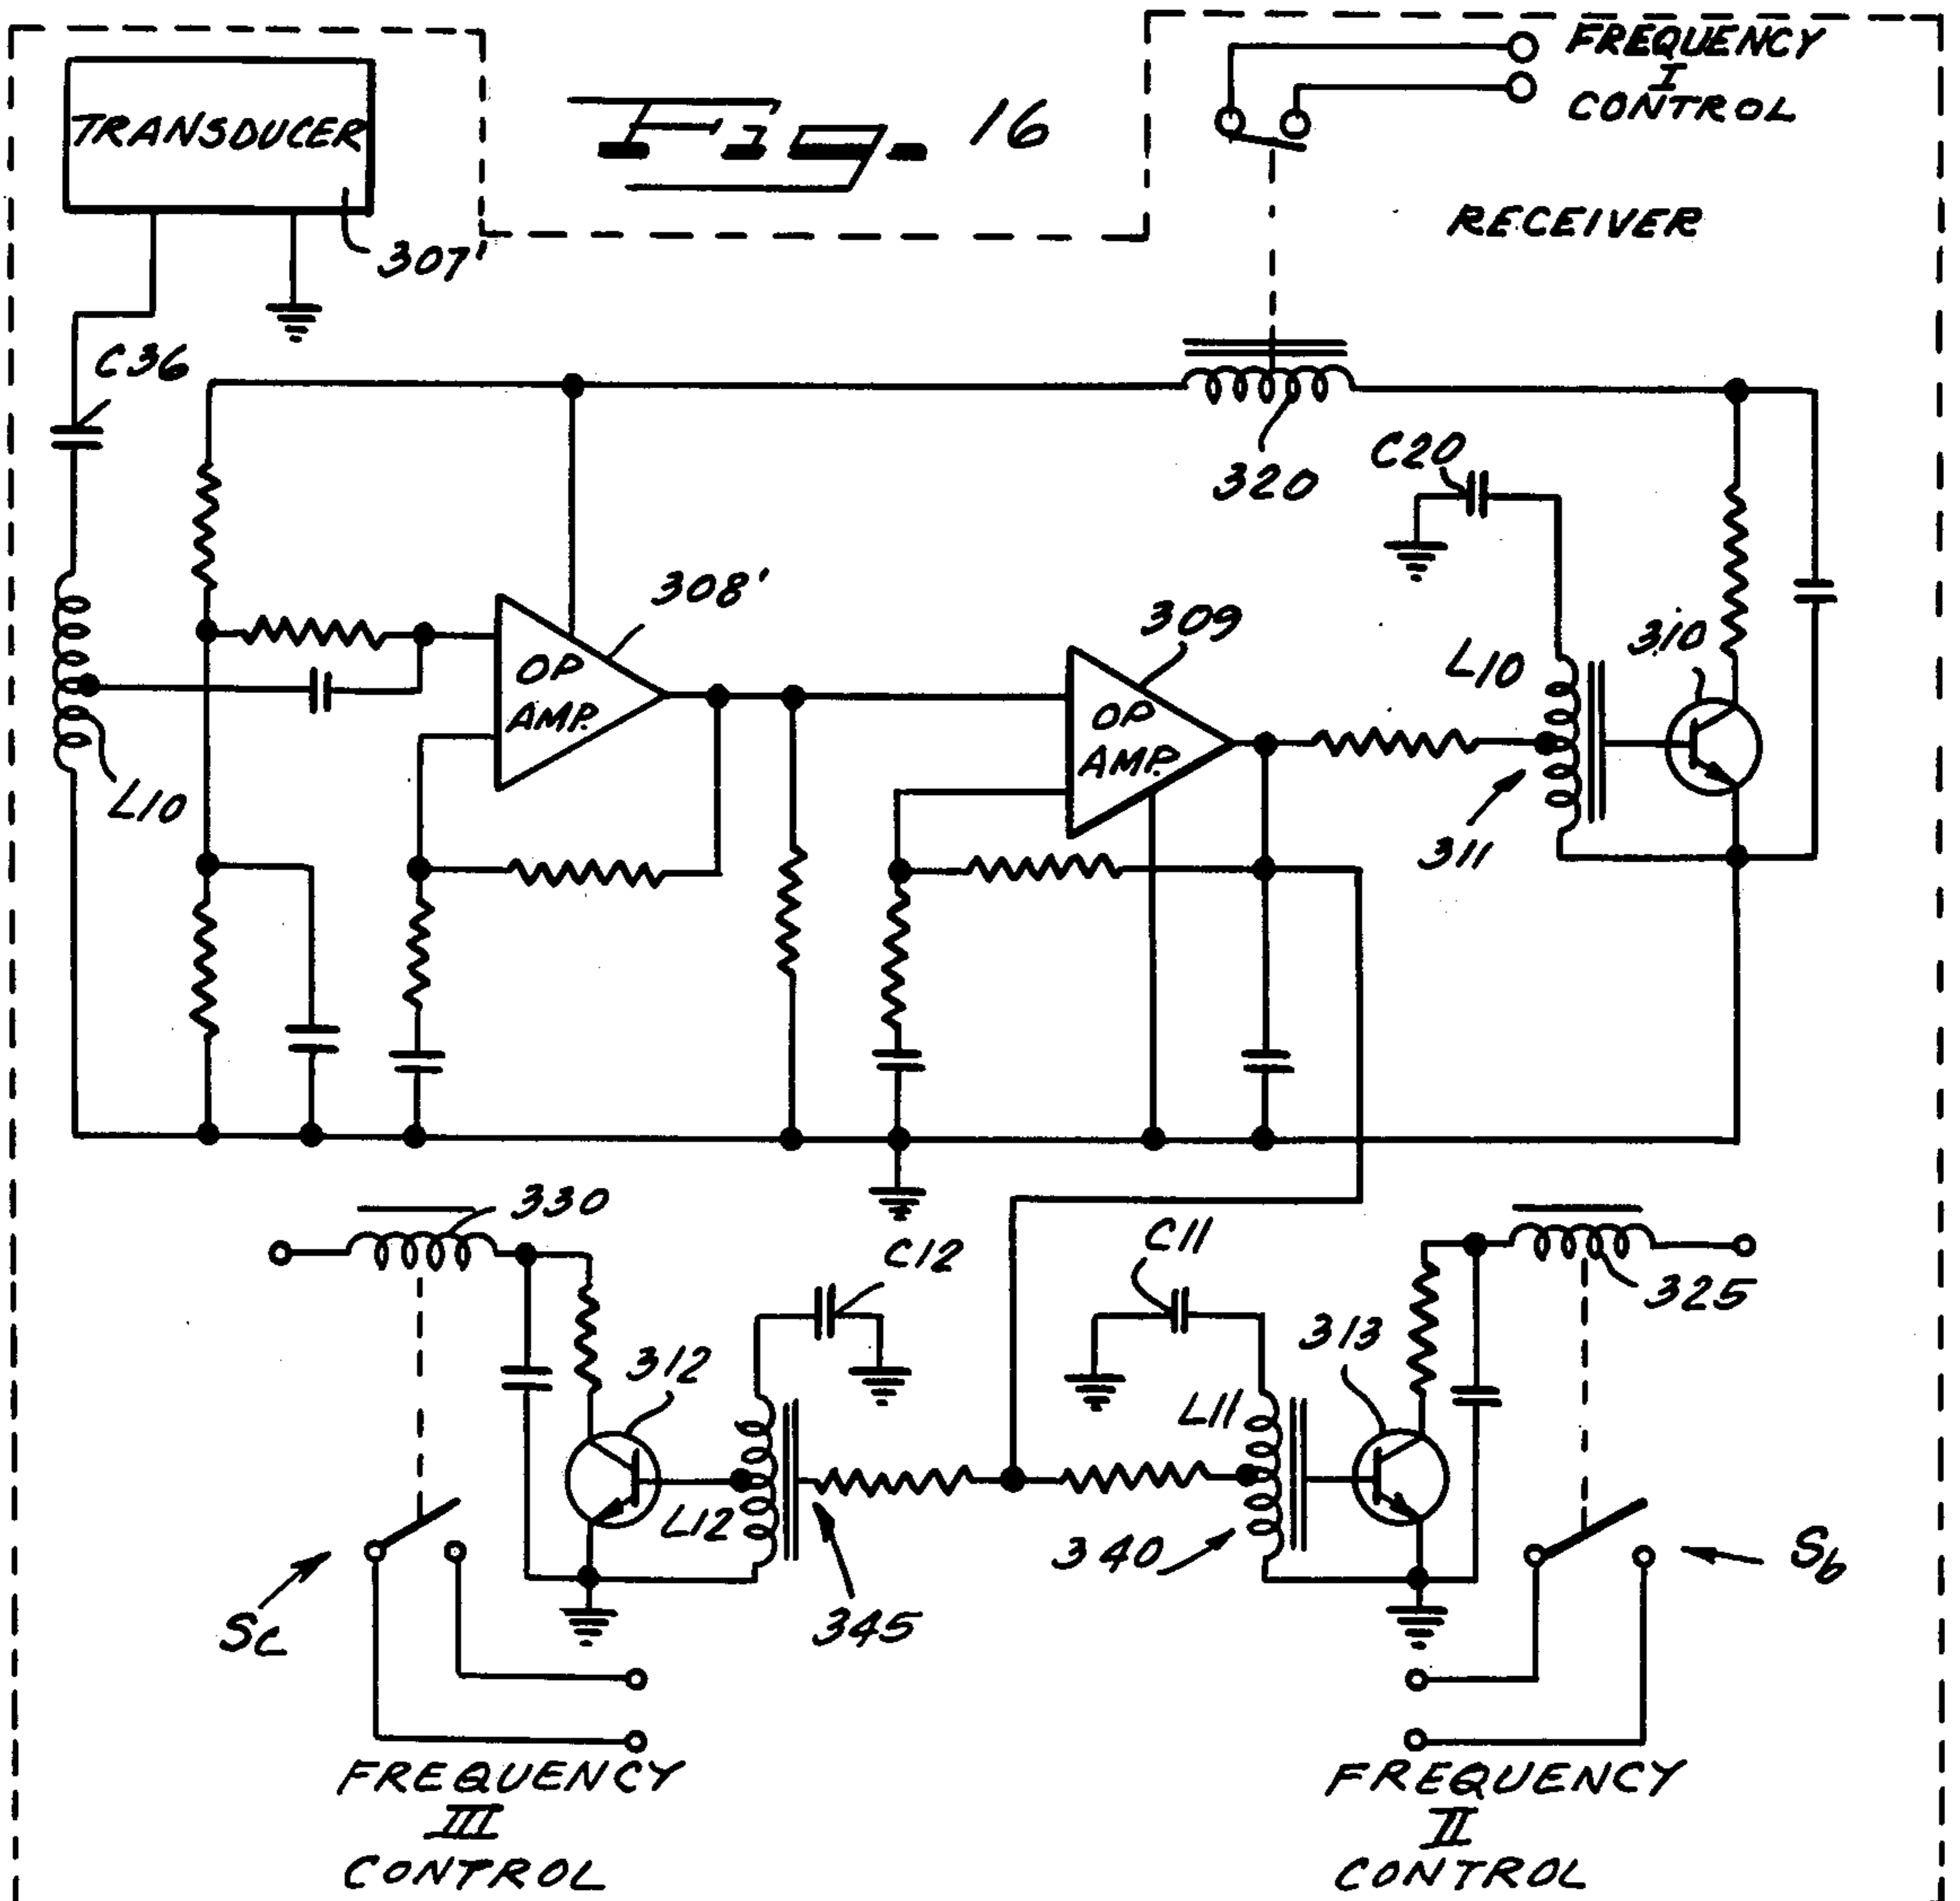 FREQUENCY
I
CONTROL
TRANSDUCER
Fig. 16
RECEIVER
307'
C36
320
C20
308'
309
310
OP
AMP.
OP
AMP.
L10
L10
311
330
C12
C11
325
312
313
L11
L12
340
345
Sc
Sb
FREQUENCY
III
CONTROL
FREQUENCY
II
CONTROL